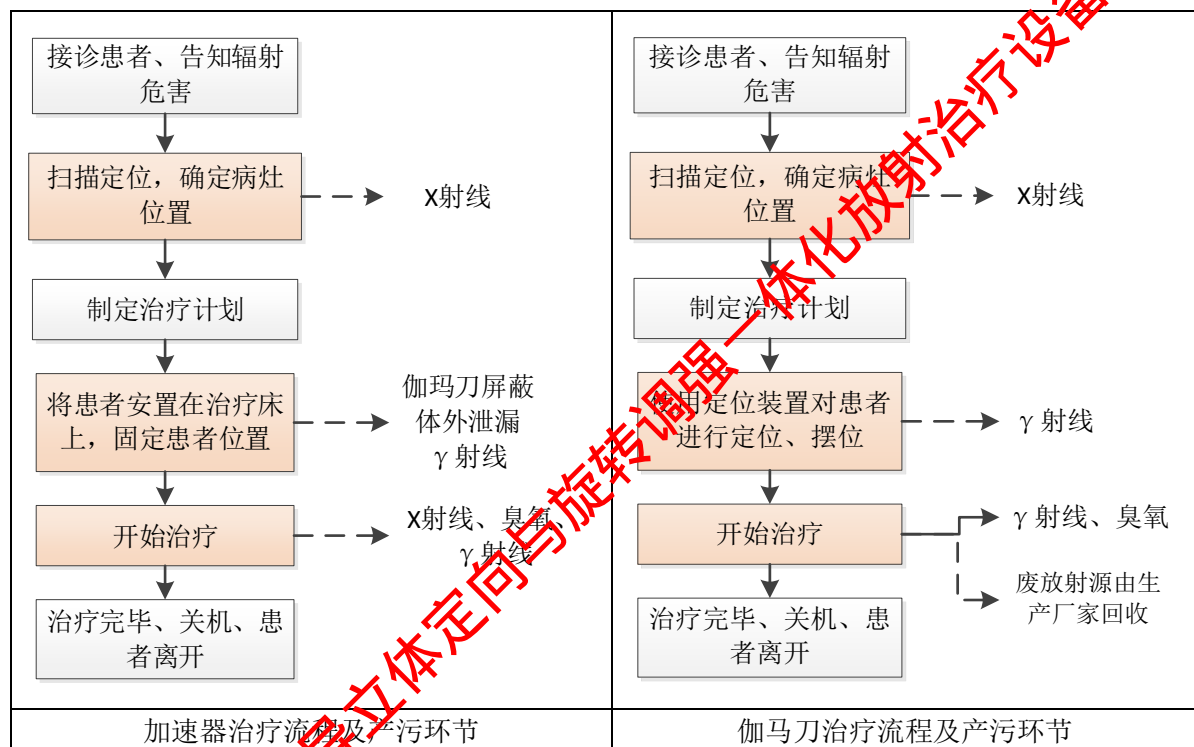 接诊患者、告知辐射
危害
扫描定位，确定病灶
位置
X射线
制定治疗计划
将患者安置在治疗床
上，固定患者位置
伽玛刀屏蔽
体外泄漏
γ 射线
开始治疗
X射线、臭氧、
γ 射线
治疗完毕、关机、患
者离开
加速器治疗流程及产污环节
接诊患者、告知辐射
危害
扫描定位，确定病灶
位置
X射线
制定治疗计划
使用定位装置对患者
进行定位、摆位
γ 射线
开始治疗
γ 射线、臭氧
废放射源由生
产厂家回收
治疗完毕、关机、患
者离开
伽马刀治疗流程及产污环节
立体定向与旋转调强一体化放射治疗设备